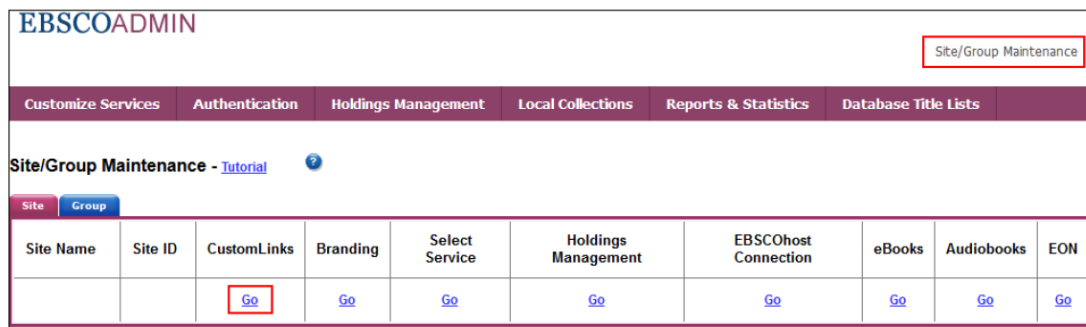 EBSCOADMIN
Site/Group Maintenance
Customize Services Authentication Holdings Management Local Collections Reports & Statistics Database Title Lists
Site/Group Maintenance - Tutorial ?
Site Group
Site Name Site ID CustomLinks Branding Select Service Holdings Management EBSCOhost Connection eBooks Audiobooks EON
Go Go Go Go Go Go Go Go